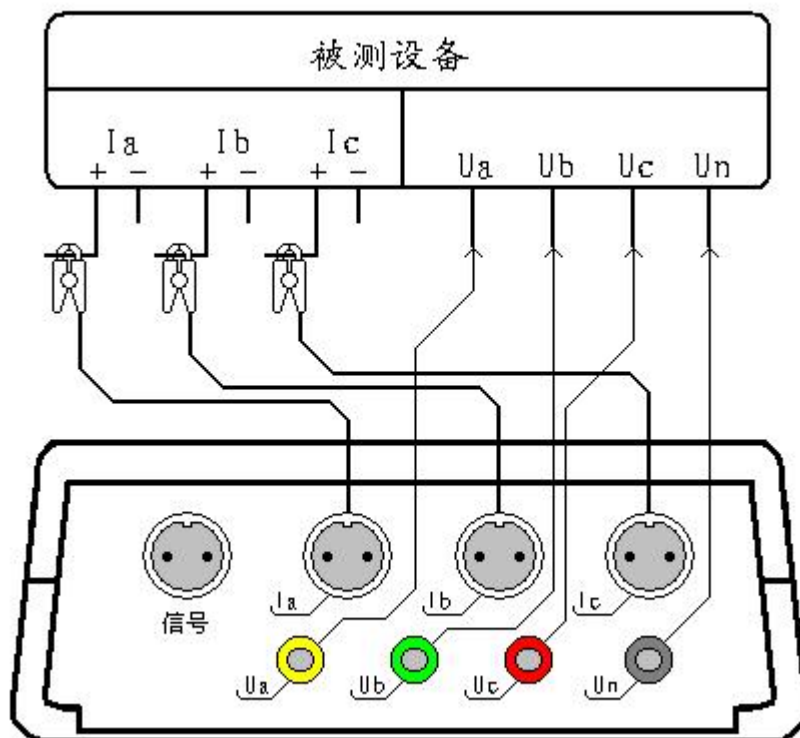 被测设备
Ia Ib Ic
+ - + - + - Ua Ub Uc Un
Ia Ib Ic
信号
Ua Ub Uc Un